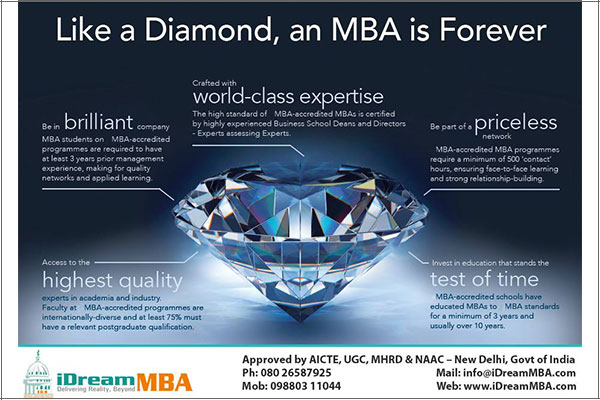 Like a Diamond, an MBA is Forever
Crafted with
world-class expertise
The high standard of MBA-accredited MBAs is certified
by highly experienced Business School Deans and Directors
- Experts assessing Experts.
Be in brilliant company
MBA students on MBA-accredited
programmes are required to have
at least 3 years prior management
experience, making for quality
networks and applied learning.
Be part of a priceless
network
MBA-accredited MBA programmes
require a minimum of 500 'contact'
hours, ensuring face-to-face learning
and strong relationship-building.
Access to the
highest quality
experts in academia and industry.
Faculty at MBA-accredited programmes are
internationally-diverse and at least 75% must
have a relevant postgraduate qualification.
Invest in education that stands the
test of time
MBA-accredited schools have
educated MBAs to MBA standards
for a minimum of 3 years and
usually over 10 years.
iDreamMBA
Delivering Reality, Beyond
Approved by AICTE, UGC, MHRD & NAAC – New Delhi, Govt of India
Ph: 080 26587925
Mail: info@iDreamMBA.com
Mob: 098803 11044
Web: www.iDreamMBA.com